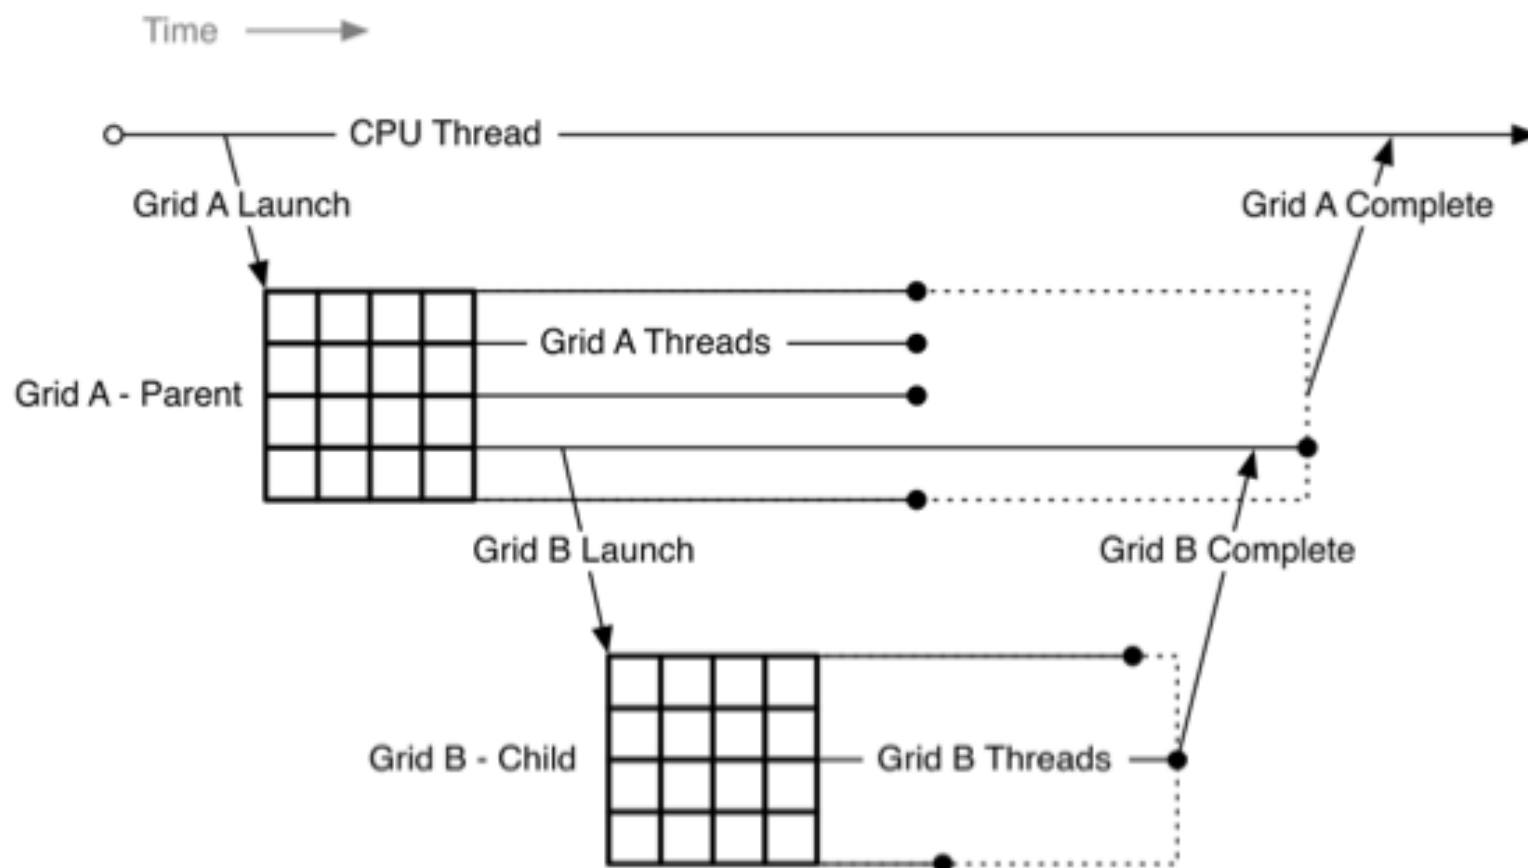 Time
CPU Thread
Grid A Launch
Grid A Complete
Grid A Threads
Grid A - Parent
Grid B Launch
Grid B Complete
Grid B - Child
Grid B Threads